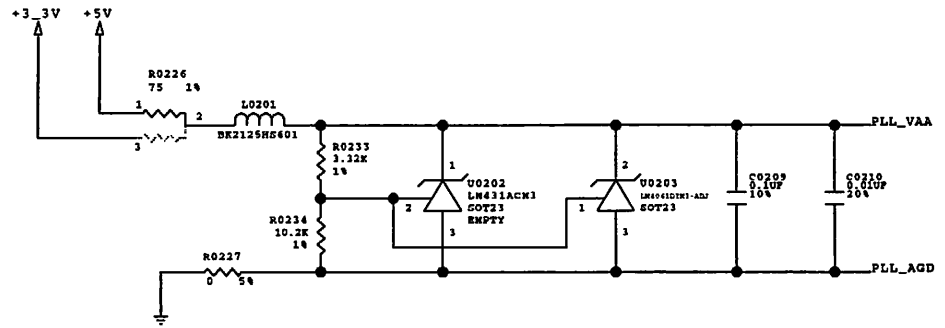 +3_3V
+5V
R0226
75 1%
1
2
3
L0201
BK2125HS601
PLL_VAA
R0233
3.32K
1%
1
U0202
LM431ACM3
SOT23
EMPTY
2
3
2
U0203
LM4041DIM3-ADJ
SOT23
1
3
C0209
0.1UF
10%
C0210
0.01UF
20%
R0234
10.2K
1%
R0227
0 5%
PLL_AGD